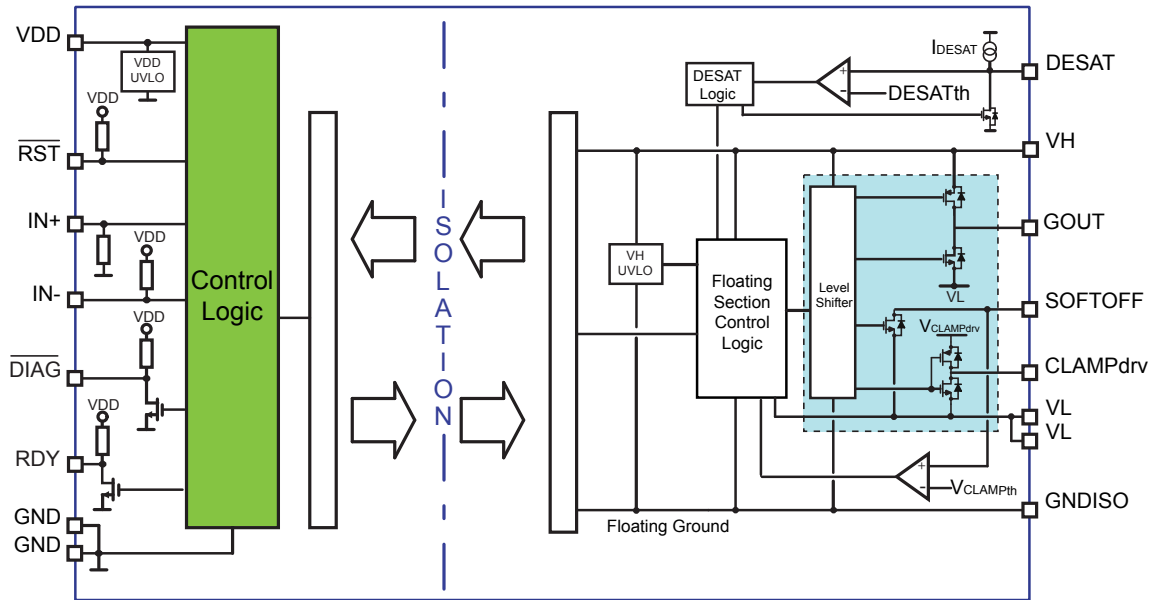 VDD
VDD
UVLO
VDD
RST
IN+
VDD
IN-
VDD
DIAG
VDD
RDY
GND
GND
Control
Logic
ISOLATION
IDESAT
DESAT
DESAT
Logic
DESATth
VH
VH
UVLO
Floating
Section
Control
Logic
Level
Shifter
GOUT
VL
SOFTOFF
VCLAMPdrv
CLAMPdrv
VL
VL
VCLAMPth
GNDISO
Floating Ground